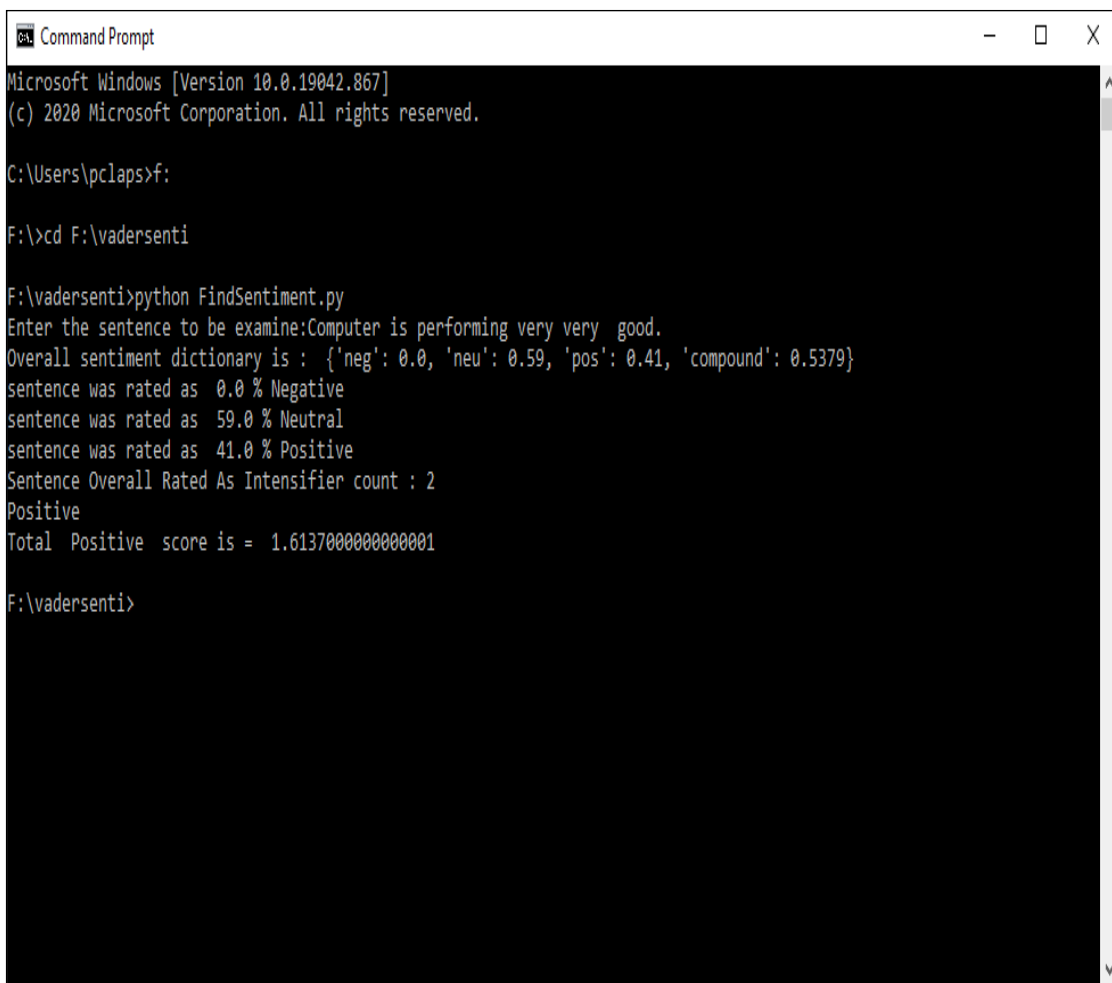 Command Prompt
Microsoft Windows [Version 10.0.19042.867]
(c) 2020 Microsoft Corporation. All rights reserved.
C:\Users\pclaps>f:
F:\>cd F:\vadersenti
F:\vadersenti>python FindSentiment.py
Enter the sentence to be examine:Computer is performing very very  good.
Overall sentiment dictionary is :  {'neg': 0.0, 'neu': 0.59, 'pos': 0.41, 'compound': 0.5379}
sentence was rated as  0.0 % Negative
sentence was rated as  59.0 % Neutral
sentence was rated as  41.0 % Positive
Sentence Overall Rated As Intensifier count : 2
Positive
Total  Positive  score is =  1.6137000000000001
F:\vadersenti>